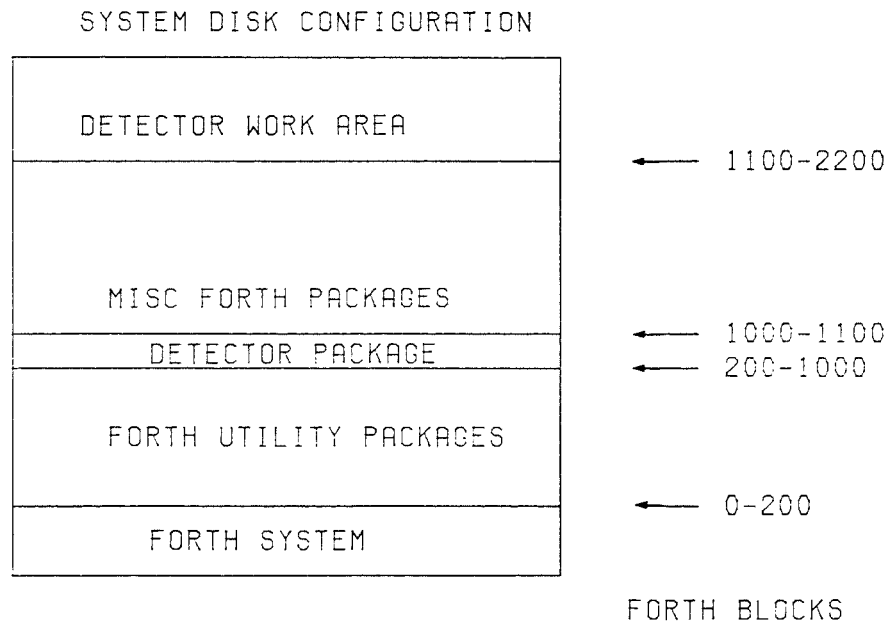 SYSTEM DISK CONFIGURATION
DETECTOR WORK AREA
1100-2200
MISC FORTH PACKAGES
1000-1100
DETECTOR PACKAGE
200-1000
FORTH UTILITY PACKAGES
0-200
FORTH SYSTEM
FORTH BLOCKS